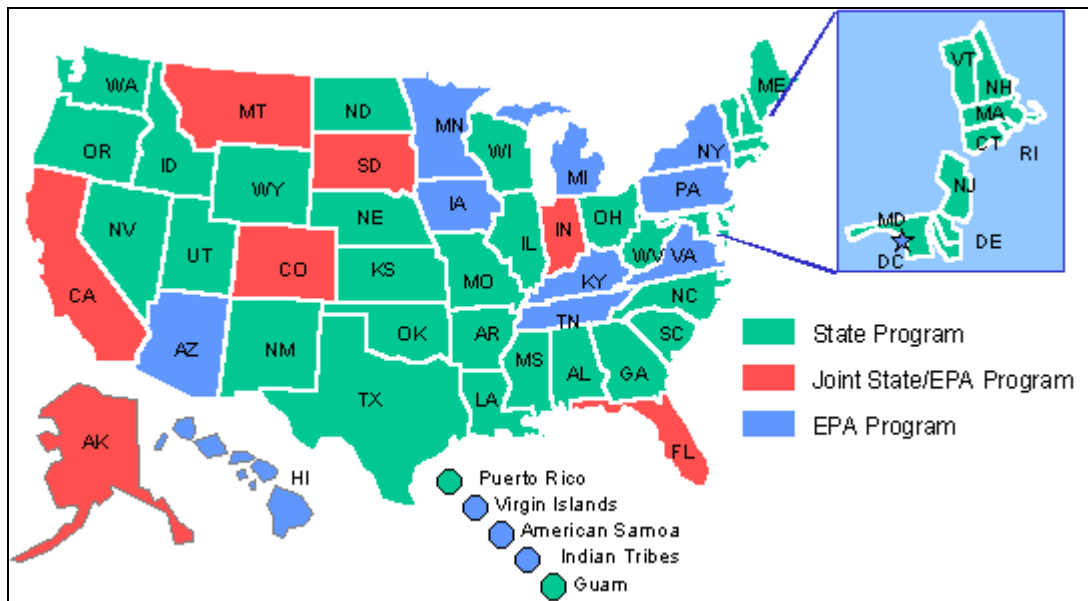 WA
MT
ND
MN
ME
VT
NH
MA
CT
RI
OR
ID
SD
WI
NY
WY
MI
PA
IA
NE
NJ
NV
UT
IL
IN
OH
MD
DE
DC
CO
KS
MO
WV
VA
KY
CA
NC
TN
AZ
NM
OK
AR
SC
MS
AL
GA
TX
LA
FL
AK
HI
State Program
Joint State/EPA Program
EPA Program
Puerto Rico
Virgin Islands
American Samoa
Indian Tribes
Guam